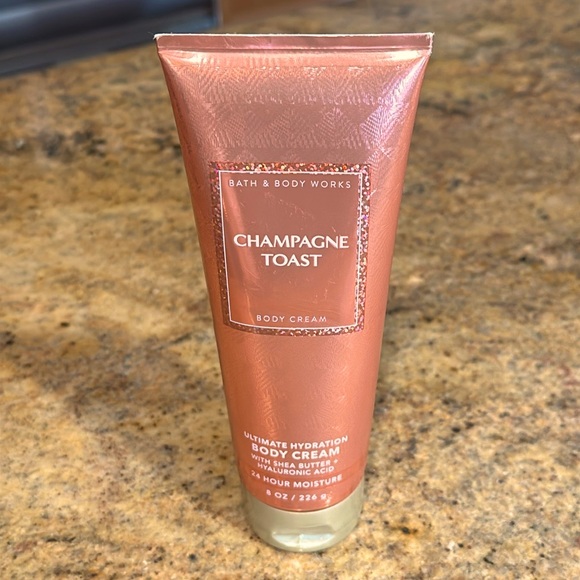 BATH & BODY WORKS
CHAMPAGNE
TOAST
BODY CREAM
ULTIMATE HYDRATION
BODY CREAM
WITH SHEA BUTTER +
HYALURONIC ACID
24 HOUR MOISTURE
8 OZ / 226 g